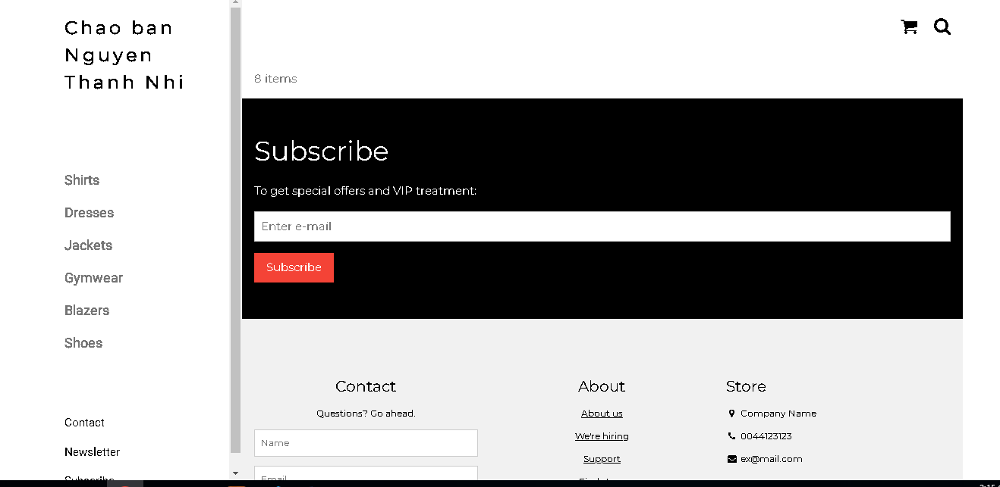 Chao ban
Nguyen
Thanh Nhi
Shirts
Dresses
Jackets
Gymwear
Blazers
Shoes
Contact
Newsletter
Subscribe
8 items
Subscribe
To get special offers and VIP treatment:
Enter e-mail
Subscribe
Contact
Questions? Go ahead.
Name
Email
About
About us
We're hiring
Support
Store
Company Name
0044123123
ex@mail.com